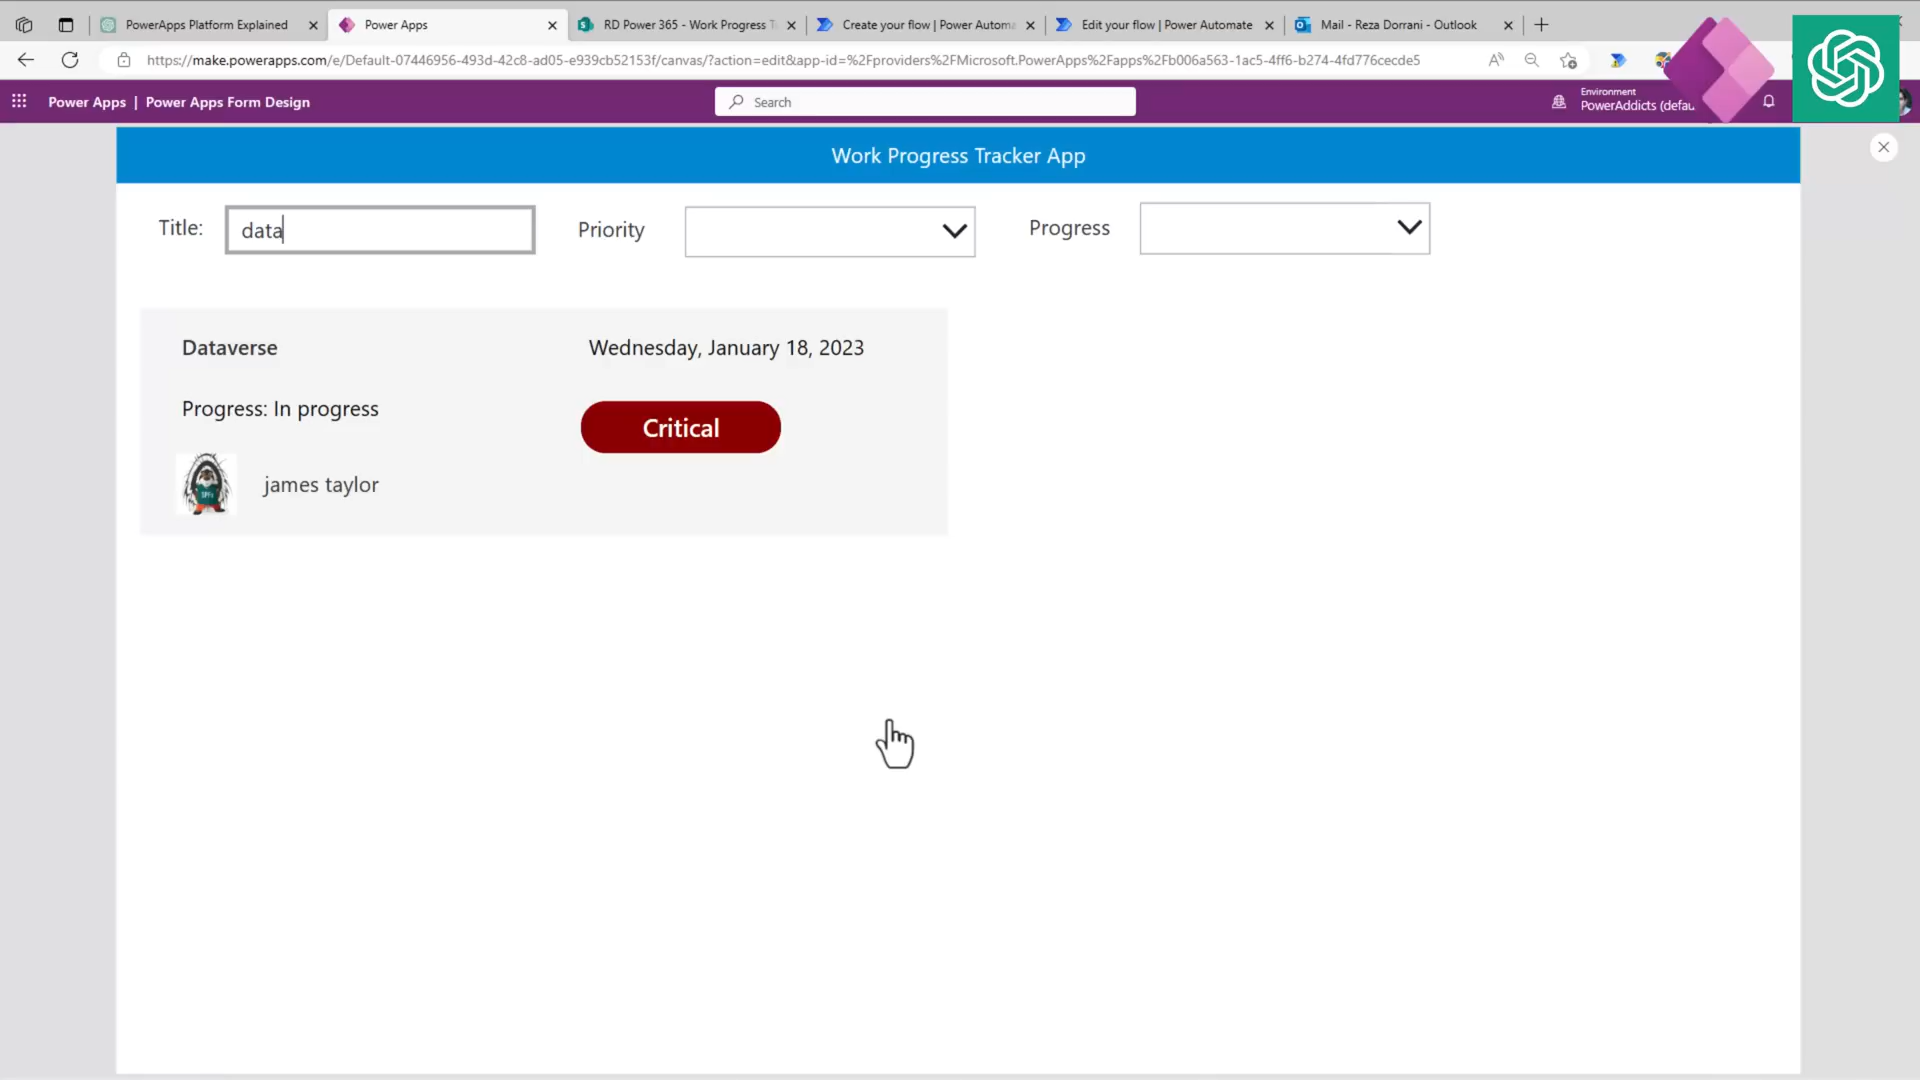 PowerApps Platform Explained
Power Apps
RD Power 365 - Work Progress T
Create your flow | Power Automa
Edit your flow | Power Automate
Mail - Reza Dorrani - Outlook
https://make.powerapps.com/e/Default-07446956-493d-42c8-ad05-e939cb52153f/canvas/?action=edit&app-id=%2Fproviders%2FMicrosoft.PowerApps%2Fapps%2Fb006a563-1ac5-4ff6-b274-4fd776cecde5
Power Apps | Power Apps Form Design
Search
Environment
PowerAddicts (defau
Work Progress Tracker App
Title:
data
Priority
Progress
Dataverse
Wednesday, January 18, 2023
Progress: In progress
Critical
james taylor